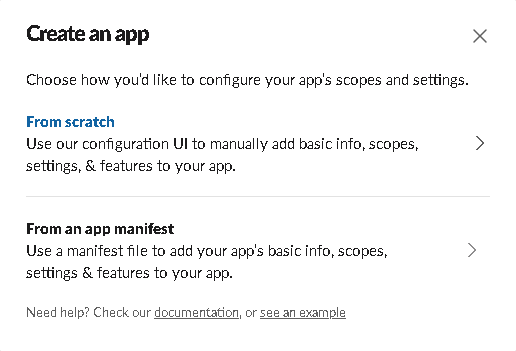 Create an app
Choose how you'd like to configure your app's scopes and settings.
From scratch
Use our configuration UI to manually add basic info, scopes,
settings, & features to your app.
From an app manifest
Use a manifest file to add your app's basic info, scopes,
settings & features to your app.
Need help? Check our documentation, or see an example